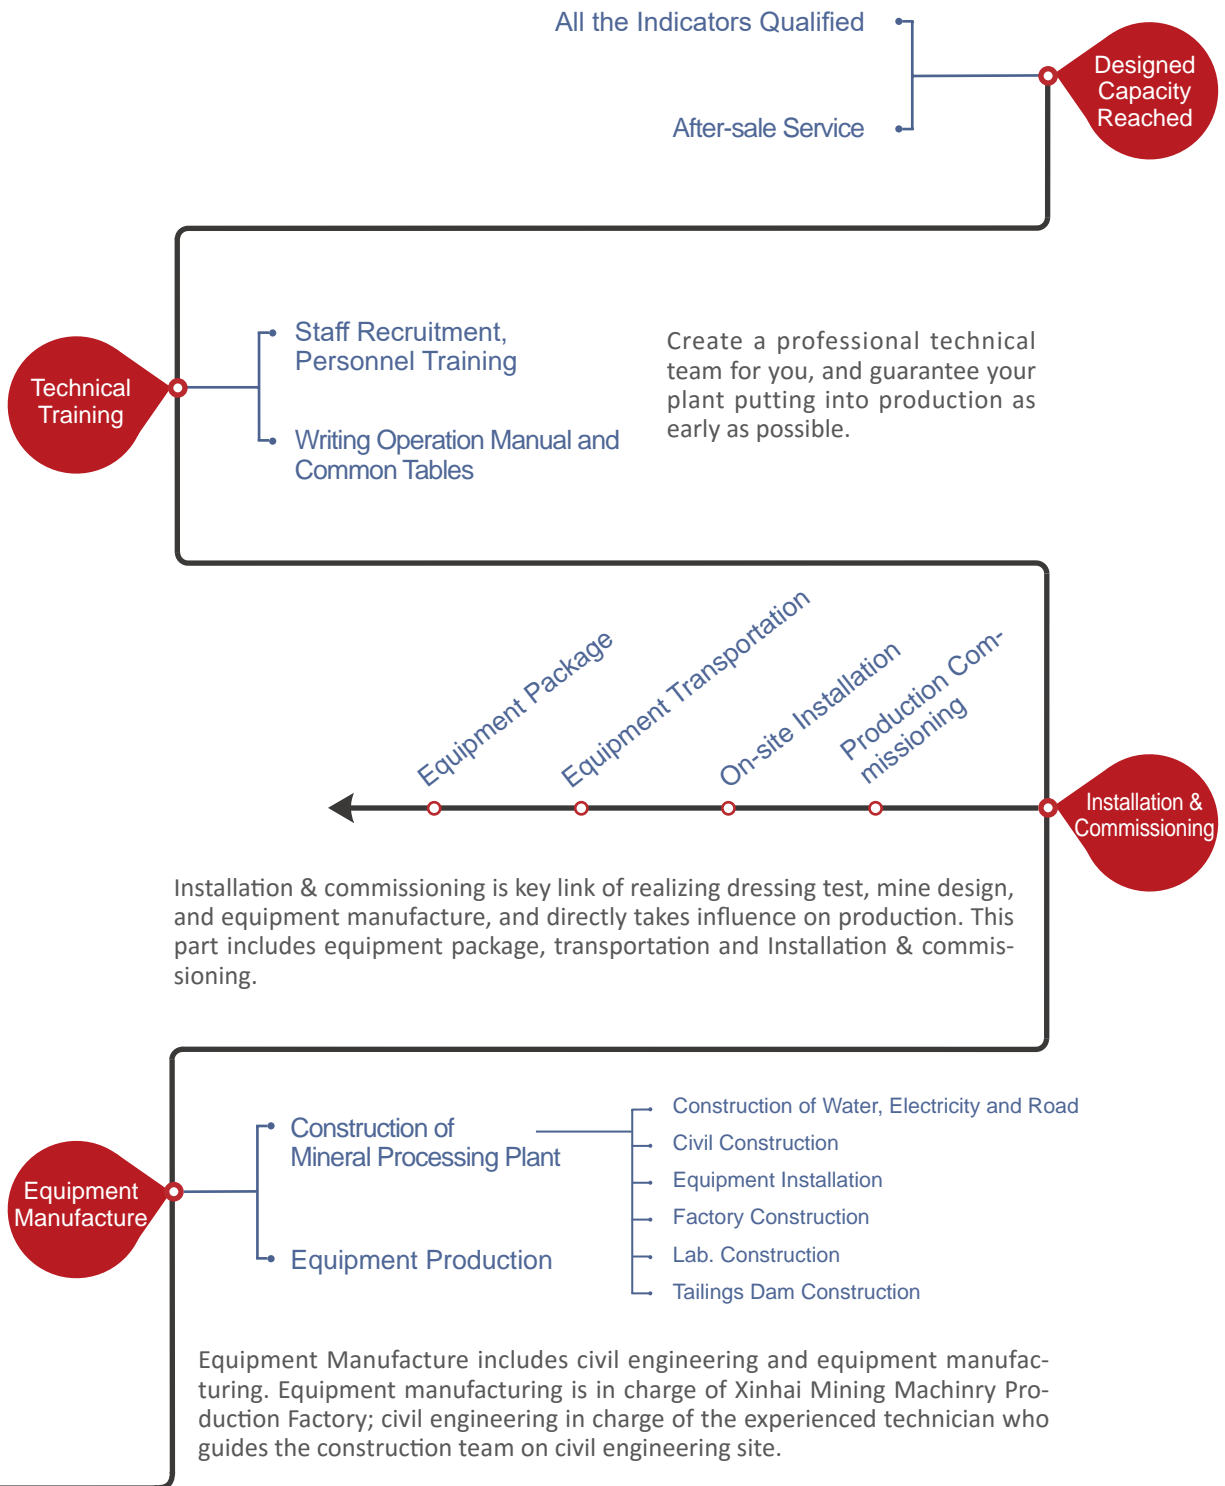 All the Indicators Qualified
After-sale Service
Designed
Capacity
Reached
Technical
Training
Staff Recruitment,
Personnel Training
Writing Operation Manual and
Common Tables
Create a professional technical
team for you, and guarantee your
plant putting into production as
early as possible.
Equipment Package
Equipment Transportation
On-site Installation
Production Com-
missioning
Installation &
Commissioning
Installation & commissioning is key link of realizing dressing test, mine design,
and equipment manufacture, and directly takes influence on production. This
part includes equipment package, transportation and Installation & commis-
sioning.
Equipment
Manufacture
Construction of
Mineral Processing Plant
Equipment Production
Construction of Water, Electricity and Road
Civil Construction
Equipment Installation
Factory Construction
Lab. Construction
Tailings Dam Construction
Equipment Manufacture includes civil engineering and equipment manufac-
turing. Equipment manufacturing is in charge of Xinhai Mining Machinry Pro-
duction Factory; civil engineering in charge of the experienced technician who
guides the construction team on civil engineering site.